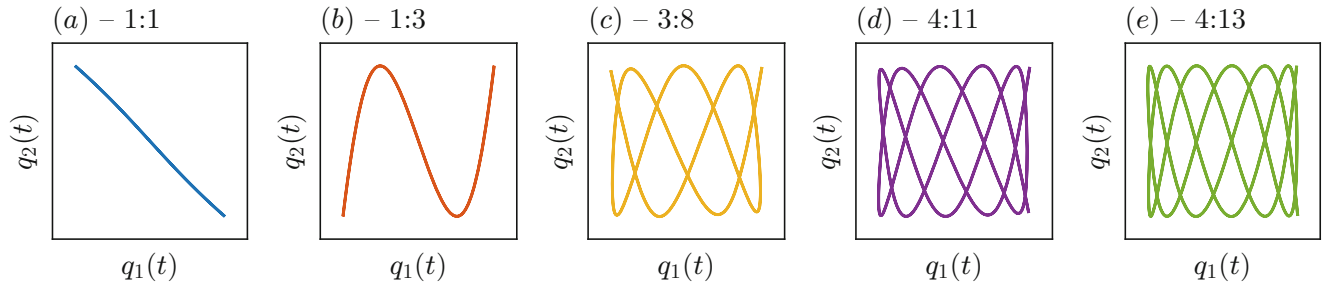 (a) – 1:1
(b) – 1:3
(c) – 3:8
(d) – 4:11
(e) – 4:13
q₂(t)
q₂(t)
q₂(t)
q₂(t)
q₂(t)
q₁(t)
q₁(t)
q₁(t)
q₁(t)
q₁(t)